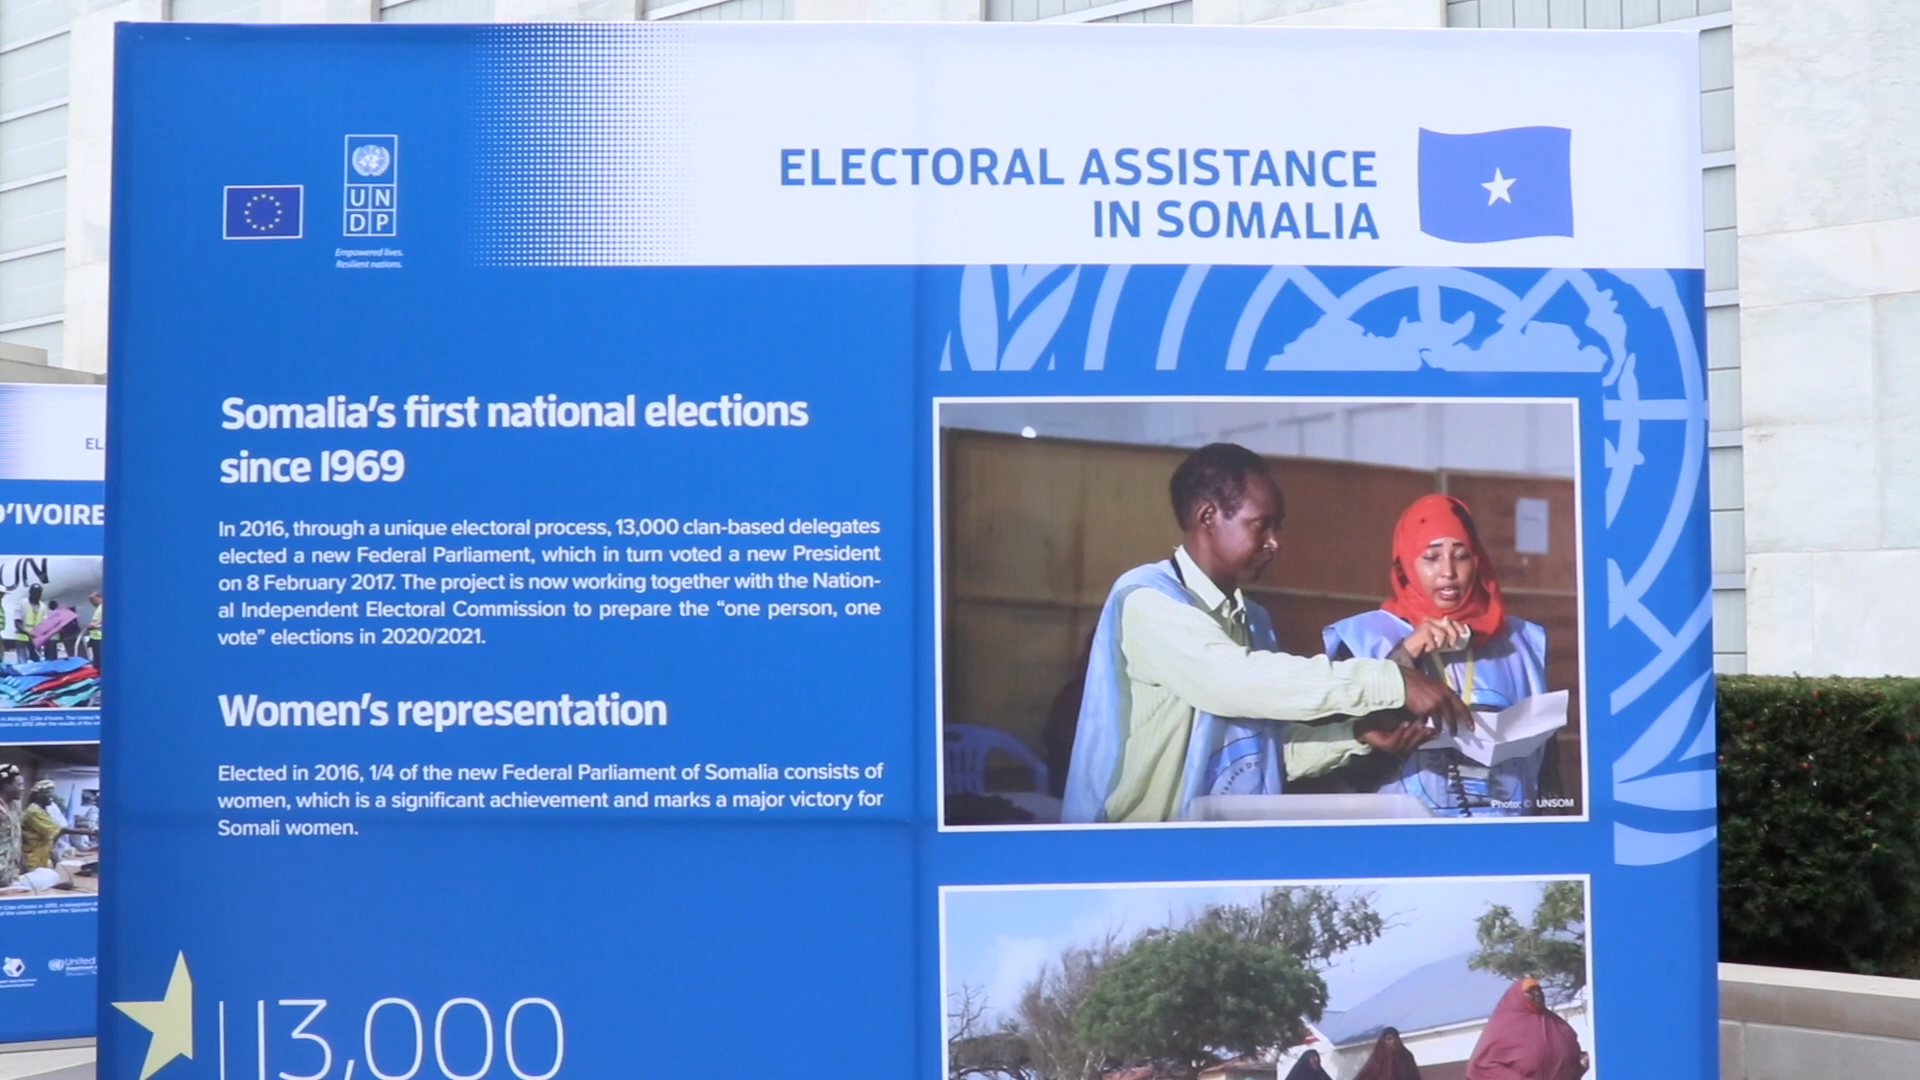 UN
DP
Empowered lives.
Resilient nations.
ELECTORAL ASSISTANCE
IN SOMALIA
Somalia's first national elections
since 1969
In 2016, through a unique electoral process, 13,000 clan-based delegates
elected a new Federal Parliament, which in turn voted a new President
on 8 February 2017. The project is now working together with the Nation-
al Independent Electoral Commission to prepare the “one person, one
vote” elections in 2020/2021.
Women's representation
Elected in 2016, 1/4 of the new Federal Parliament of Somalia consists of
women, which is a significant achievement and marks a major victory for
Somali women.
13,000
Photo: © UNSOM
EL
D'IVOIRE
UN
United